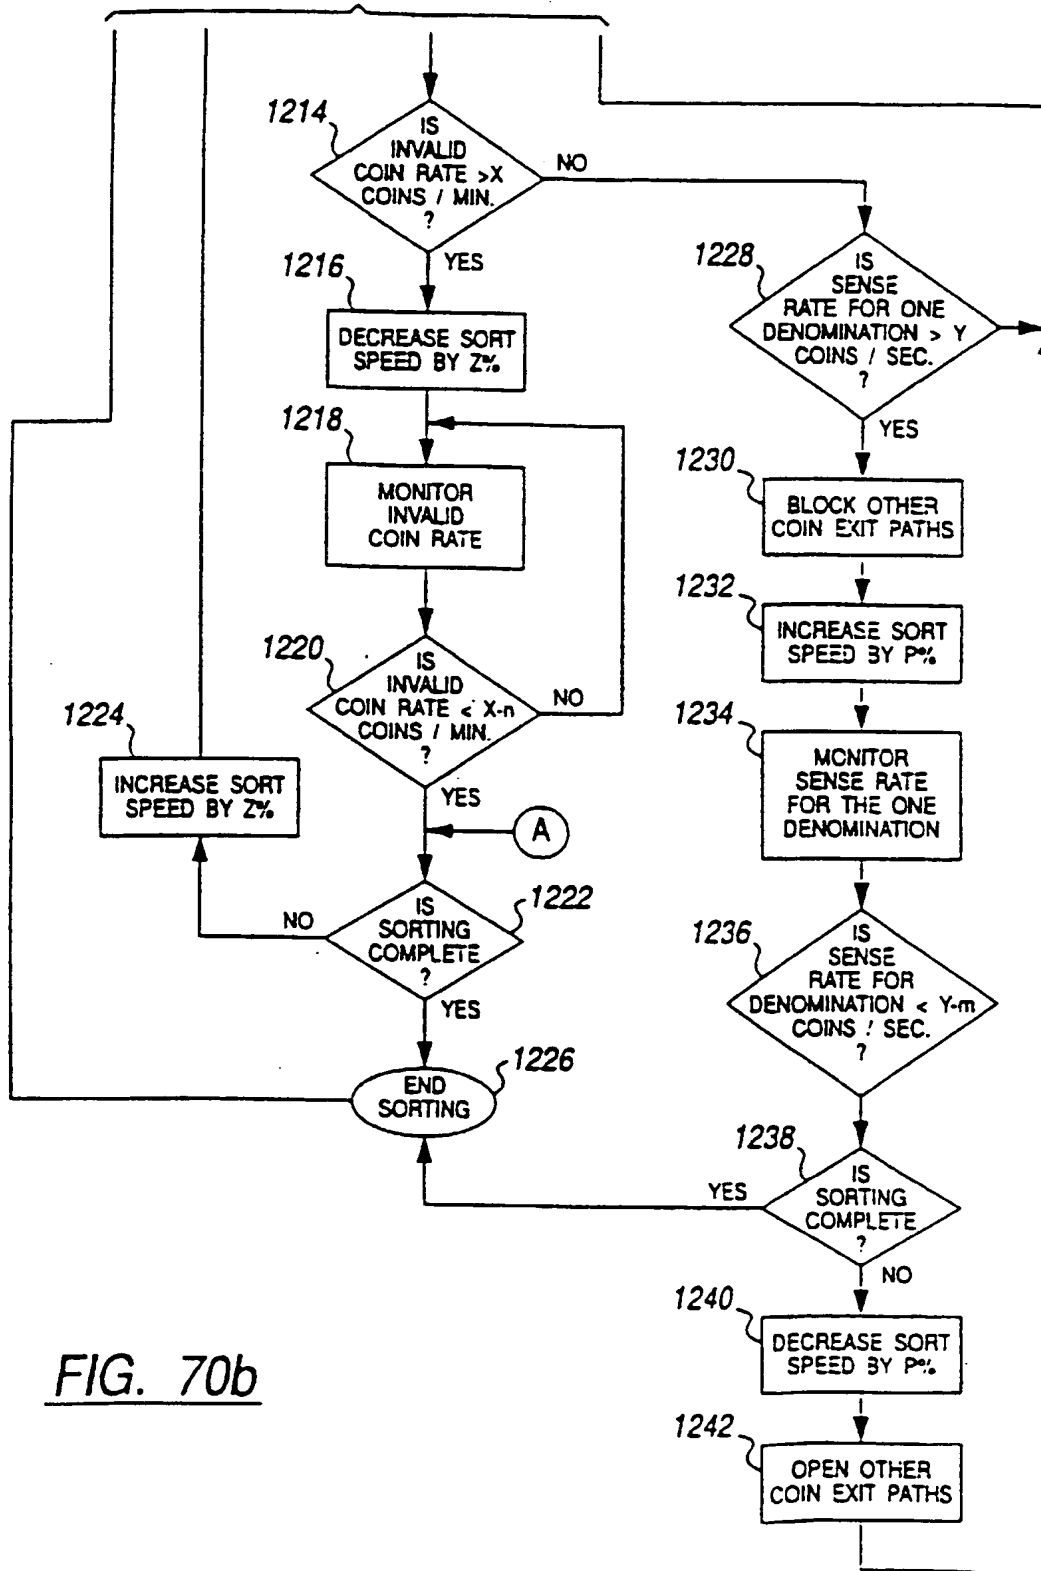 1214
IS
INVALID
COIN RATE >X
COINS / MIN.
?
NO
YES
1216
DECREASE SORT
SPEED BY Z%
1218
MONITOR
INVALID
COIN RATE
1220
IS
INVALID
COIN RATE < X-n
COINS / MIN.
?
NO
YES
1224
INCREASE SORT
SPEED BY Z%
A
1222
IS
SORTING
COMPLETE
?
NO
YES
1226
END
SORTING
1228
IS
SENSE
RATE FOR ONE
DENOMINATION > Y
COINS / SEC.
?
YES
1230
BLOCK OTHER
COIN EXIT PATHS
1232
INCREASE SORT
SPEED BY P%
1234
MONITOR
SENSE RATE
FOR THE ONE
DENOMINATION
1236
IS
SENSE
RATE FOR
DENOMINATION < Y-m
COINS / SEC.
?
1238
IS
SORTING
COMPLETE
?
YES
NO
1240
DECREASE SORT
SPEED BY P%
1242
OPEN OTHER
COIN EXIT PATHS
FIG. 70b